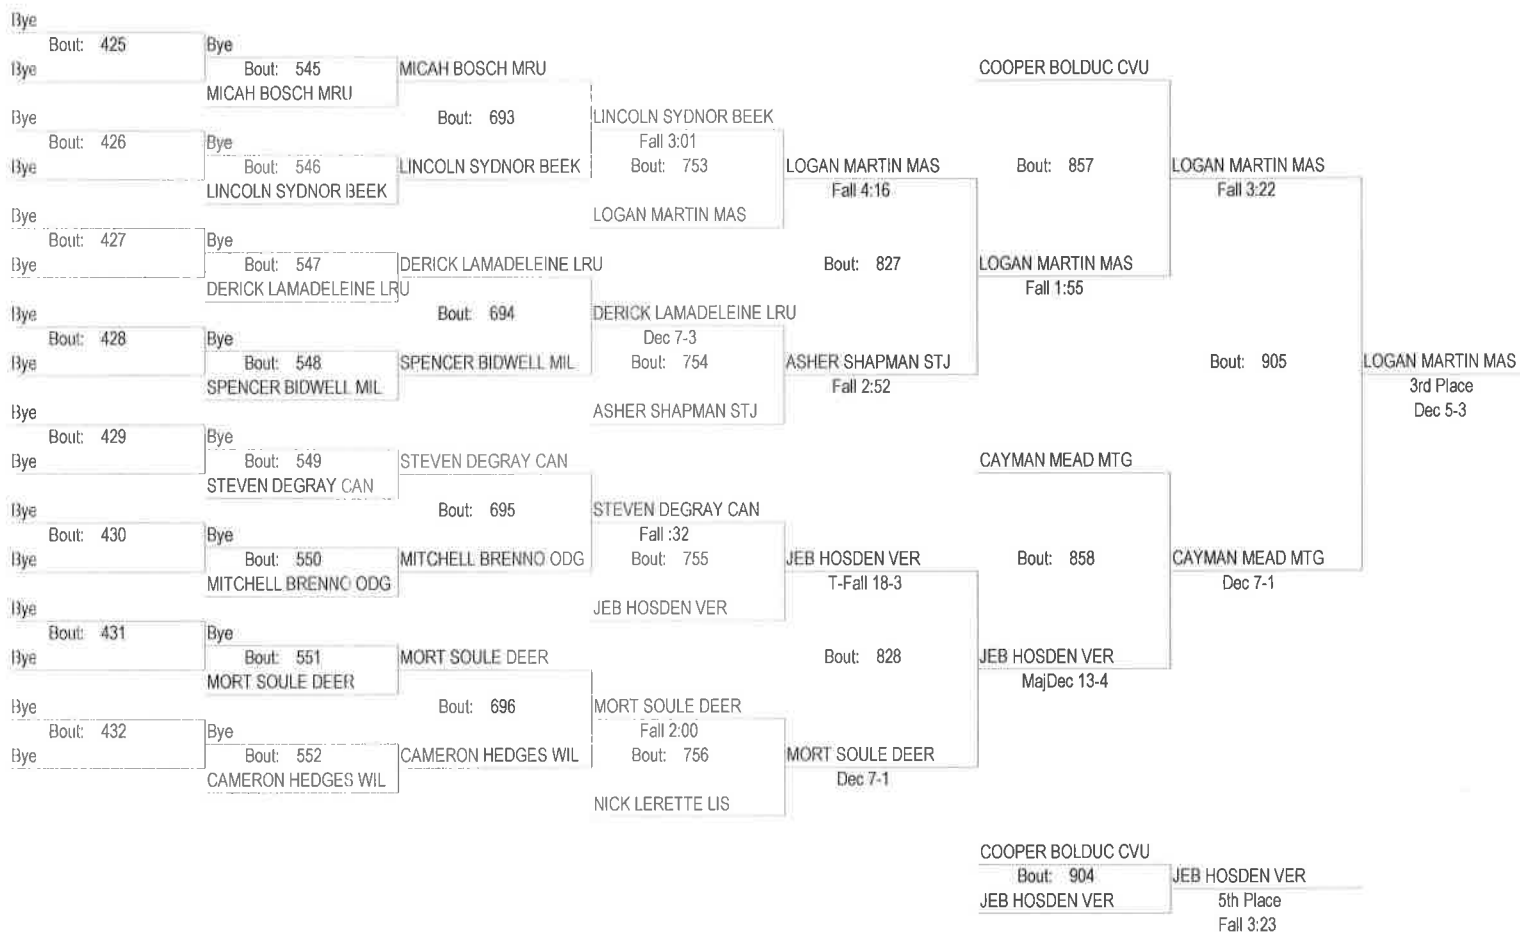 Bye
Bout: 425
Bye
Bye
Bout: 545
MICAH BOSCH MRU
MICAH BOSCH MRU
Bye
Bout: 426
Bye
Bye
Bout: 546
LINCOLN SYDNOR BEEK
LINCOLN SYDNOR BEEK
Bout: 693
Bye
Bout: 427
Bye
Bye
Bout: 547
DERICK LAMADELEINE LRU
DERICK LAMADELEINE LRU
Bye
Bout: 428
Bye
Bye
Bout: 548
SPENCER BIDWELL MIL
SPENCER BIDWELL MIL
Bout: 694
Bye
Bout: 429
Bye
Bye
Bout: 549
STEVEN DEGRAY CAN
STEVEN DEGRAY CAN
Bye
Bout: 430
Bye
Bye
Bout: 550
MITCHELL BRENNO ODG
MITCHELL BRENNO ODG
Bout: 695
Bye
Bout: 431
Bye
Bye
Bout: 551
MORT SOULE DEER
MORT SOULE DEER
Bye
Bout: 432
Bye
Bye
Bout: 552
CAMERON HEDGES WIL
CAMERON HEDGES WIL
Bout: 696
LINCOLN SYDNOR BEEK
Fall 3:01
Bout: 753
LOGAN MARTIN MAS
DERICK LAMADELEINE LRU
Dec 7-3
Bout: 754
ASHER SHAPMAN STJ
STEVEN DEGRAY CAN
Fall :32
Bout: 755
JEB HOSDEN VER
MORT SOULE DEER
Fall 2:00
Bout: 756
NICK LERETTE LIS
LOGAN MARTIN MAS
Fall 4:16
Bout: 827
ASHER SHAPMAN STJ
Fall 2:52
JEB HOSDEN VER
T-Fall 18-3
Bout: 828
MORT SOULE DEER
Dec 7-1
COOPER BOLDUC CVU
Bout: 857
LOGAN MARTIN MAS
Fall 1:55
CAYMAN MEAD MTG
Bout: 858
JEB HOSDEN VER
MajDec 13-4
LOGAN MARTIN MAS
Fall 3:22
Bout: 905
CAYMAN MEAD MTG
Dec 7-1
LOGAN MARTIN MAS
3rd Place
Dec 5-3
COOPER BOLDUC CVU
Bout: 904
JEB HOSDEN VER
JEB HOSDEN VER
5th Place
Fall 3:23